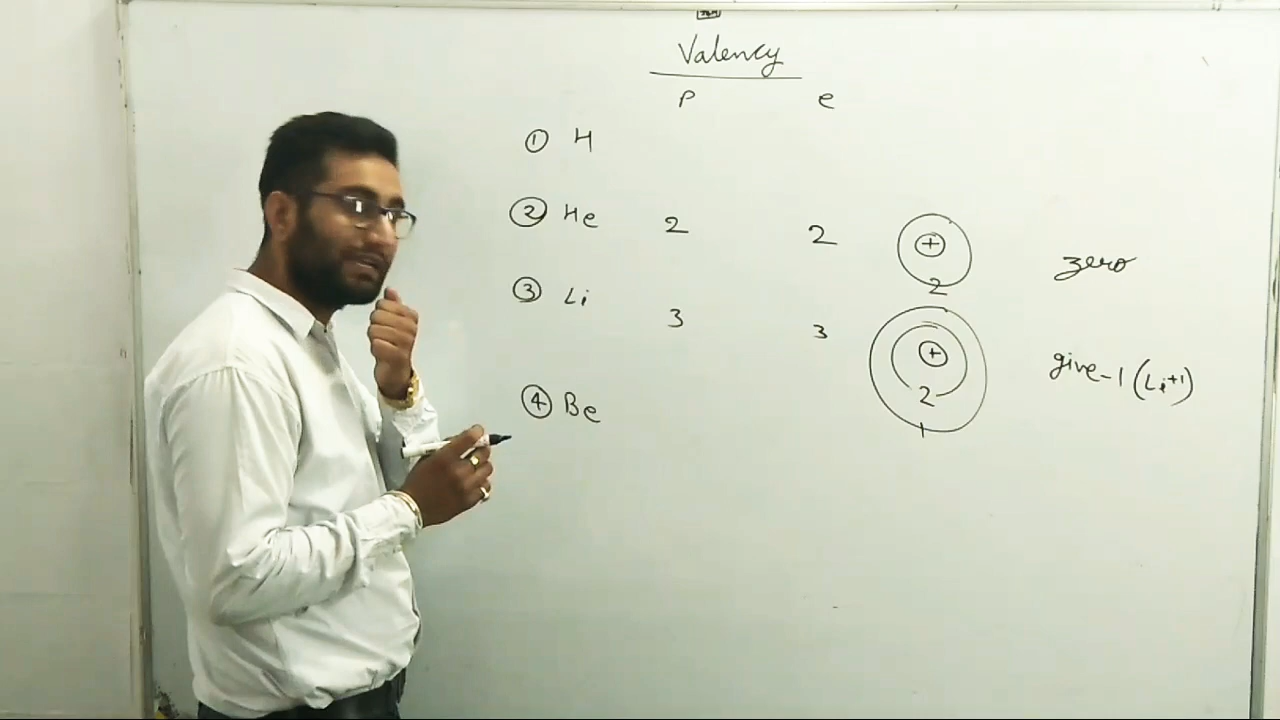 Valency
P e
① H
② He 2 2 + 2 zero
③ Li 3 3 + 2 1 give-1 (Li+1)
④ Be